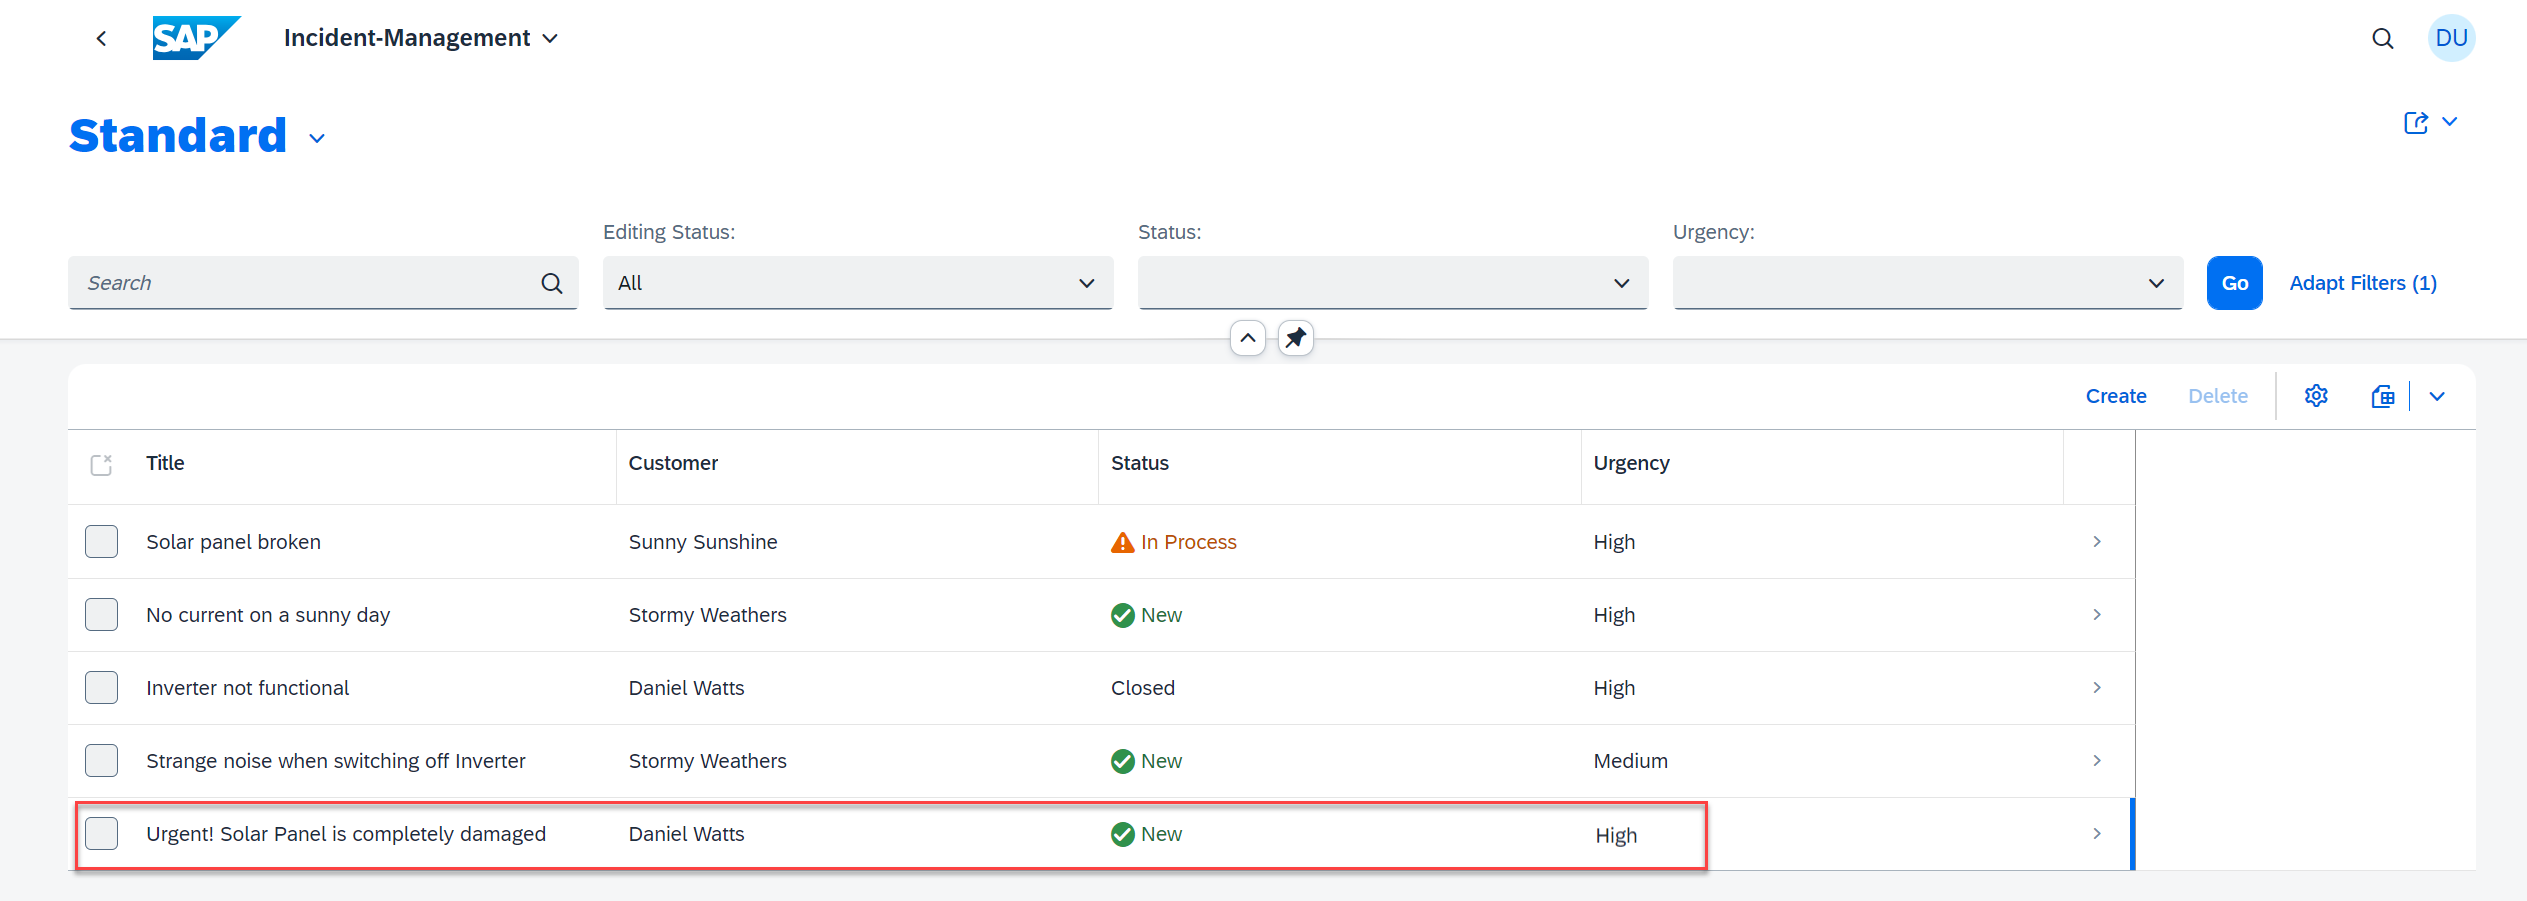 SAP Incident-Management DU
Standard
Editing Status: Status: Urgency:
Search All Go Adapt Filters (1)
Create Delete
Title Customer Status Urgency
Solar panel broken Sunny Sunshine In Process High
No current on a sunny day Stormy Weathers New High
Inverter not functional Daniel Watts Closed High
Strange noise when switching off Inverter Stormy Weathers New Medium
Urgent! Solar Panel is completely damaged Daniel Watts New High